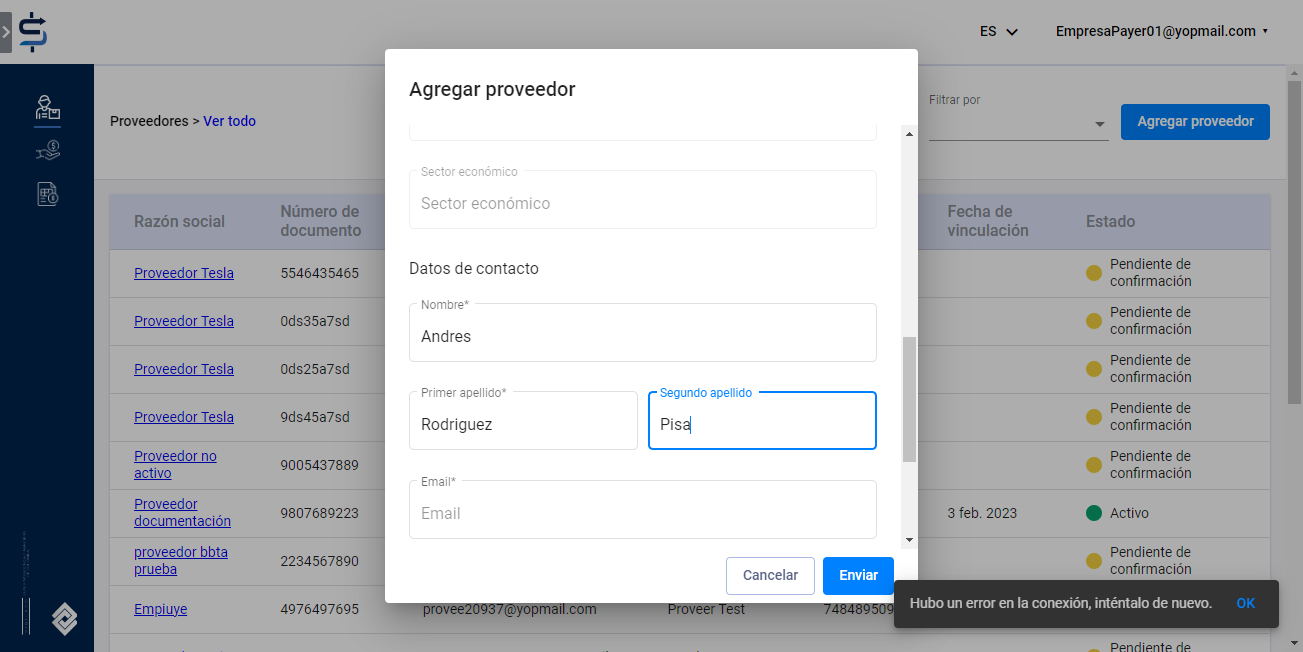 ES
EmpresaPayer01@yopmail.com
Proveedores > Ver todo
Filtrar por
Agregar proveedor
Razón social
Número de
documento
Fecha de
vinculación
Estado
Proveedor Tesla
5546435465
Pendiente de
confirmación
Proveedor Tesla
0ds35a7sd
Pendiente de
confirmación
Proveedor Tesla
0ds25a7sd
Pendiente de
confirmación
Proveedor Tesla
9ds45a7sd
Pendiente de
confirmación
Proveedor no
activo
9005437889
Pendiente de
confirmación
Proveedor
documentación
9807689223
3 feb. 2023
Activo
proveedor bbta
prueba
2234567890
Pendiente de
confirmación
Empiuye
4976497695
provee20937@yopmail.com
Proveer Test
748489509
Pendiente de
Agregar proveedor
Sector económico
Sector económico
Datos de contacto
Nombre*
Andres
Primer apellido*
Rodriguez
Segundo apellido
Pisa
Email*
Email
Cancelar
Enviar
Hubo un error en la conexión, inténtalo de nuevo.
OK